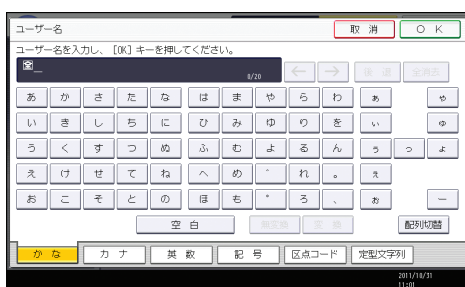 ユーザー名
取 消
O K
ユーザー名を入力し、[OK] キーを押してください。
全
0/20
← → 後 退 全消去
あ か さ た な は ま や ら わ ぁ ゃ
い き し ち に ひ み ゆ り を ぃ ゅ
う く す つ ぬ ふ む よ る ん ぅ っ ょ
え け せ て ね へ め ゛ れ 。 ぇ
お こ そ と の ほ も ゜ ろ 、 ぉ ー
空 白 無変換 変 換 配列切替
か な カ ナ 英 数 記 号 区点コード 定型文字列
2011/10/31
11:01